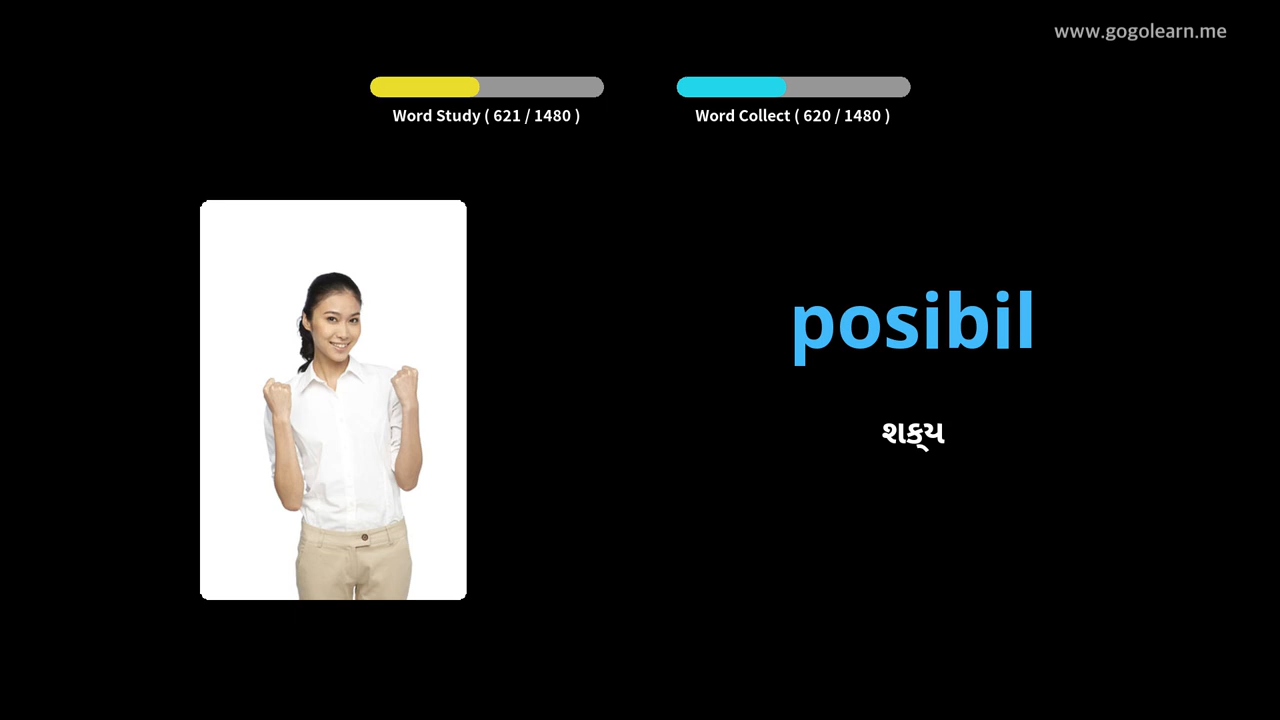 www.gogolearn.me
Word Study ( 621 / 1480 )
Word Collect ( 620 / 1480 )
posibil
શક્ય